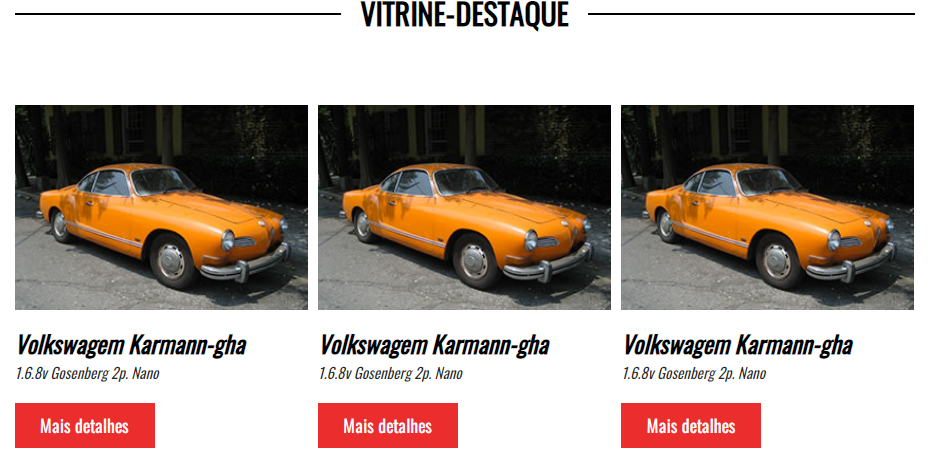 VITRINE-DESTAQUE
Volkswagem Karmann-gha
1.6.8v Gosenberg 2p. Nano
Mais detalhes
Volkswagem Karmann-gha
1.6.8v Gosenberg 2p. Nano
Mais detalhes
Volkswagem Karmann-gha
1.6.8v Gosenberg 2p. Nano
Mais detalhes